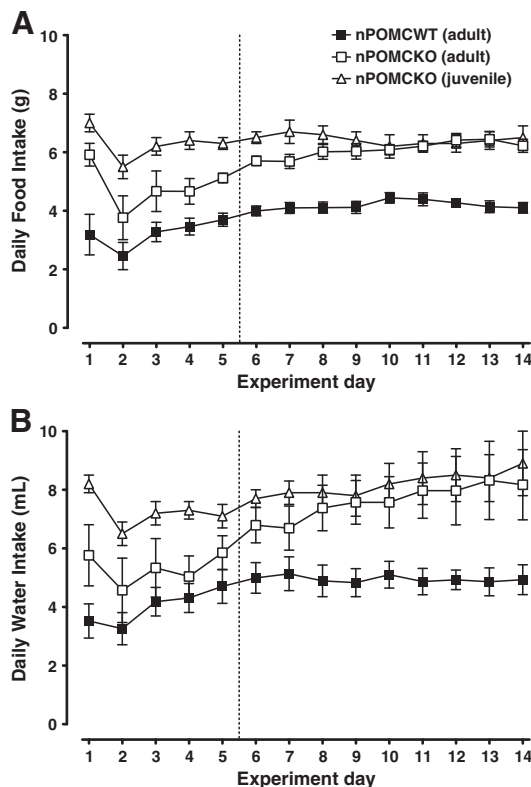 A
nPOMCWT (adult)
nPOMCKO (adult)
nPOMCKO (juvenile)
Daily Food Intake (g)
10
8
6
4
2
0
1 2 3 4 5 6 7 8 9 10 11 12 13 14
Experiment day
B
Daily Water Intake (mL)
10
8
6
4
2
0
1 2 3 4 5 6 7 8 9 10 11 12 13 14
Experiment day